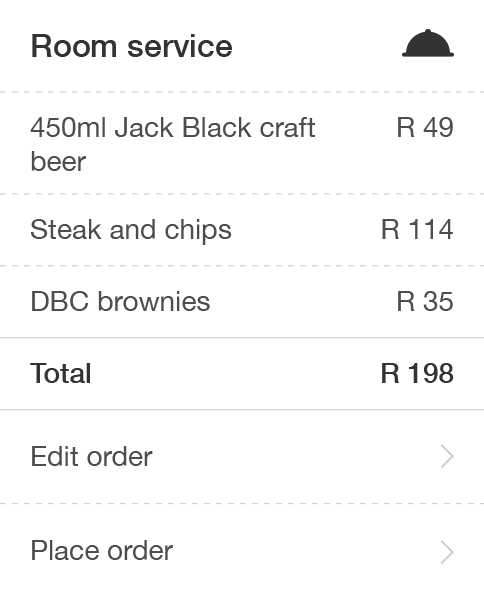 Room service
450ml Jack Black craft R 49
beer
Steak and chips R 114
DBC brownies R 35
Total R 198
Edit order
Place order